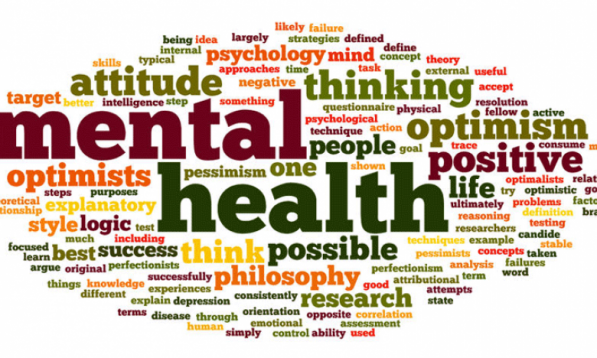 likely failure
being idea largely strategies defined
internal psychology mind define
skills typical concept theory
attitude approaches time task external useful
negative thinking accept
target better intelligence step something questionnaire physical resolution
mental psychological fellow active
technique action optimism
people goal trace consume
optimists pessimism one shown positive
health life optimalists
steps purposes try optimistic
explanatory ultimately problems
style logic test reasoning definition
researchers testing
much including candide
focused best success think possible techniques example stable
learn pessimists concepts taken
argue original perfectionists philosophy analysis failures
successfully good perfectionism term word
things knowledge experiences research attributional
different explain depression consistently attempts
state
terms disease through orientation opposite correlation
human emotional assessment
simply control ability used